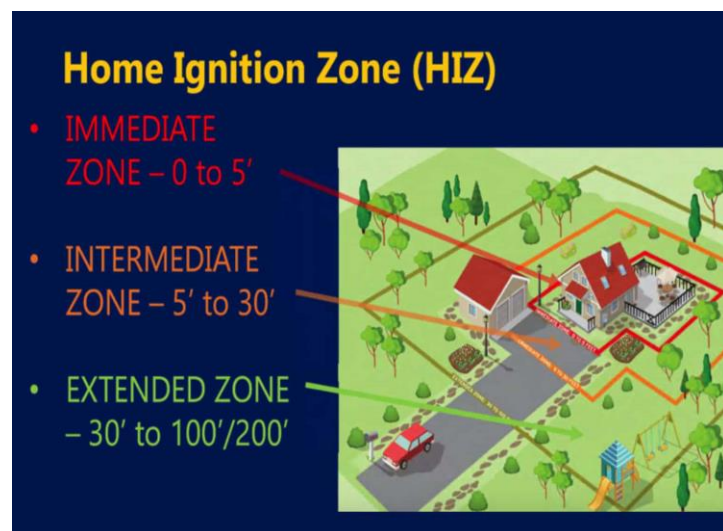 Home Ignition Zone (HIZ)
• IMMEDIATE
ZONE – 0 to 5’
• INTERMEDIATE
ZONE – 5’ to 30’
• EXTENDED ZONE
– 30’ to 100’/200’